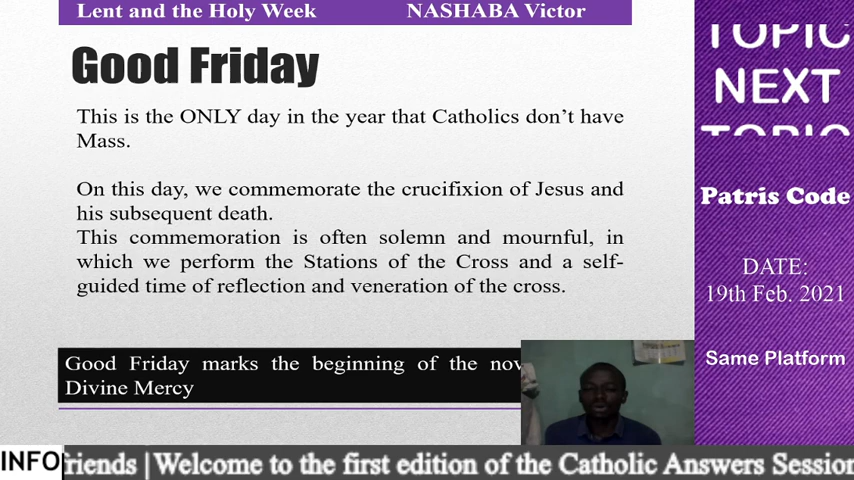 Lent and the Holy Week NASHABA Victor
Good Friday
This is the ONLY day in the year that Catholics don’t have
Mass.
On this day, we commemorate the crucifixion of Jesus and
his subsequent death.
This commemoration is often solemn and mournful, in
which we perform the Stations of the Cross and a self-
guided time of reflection and veneration of the cross.
Good Friday marks the beginning of the
Divine Mercy
TOPIC
NEXT
TOPIC
Patris Code
DATE:
19th Feb. 2021
Same Platform
INFO riends | Welcome to the first edition of the Catholic Answers Session